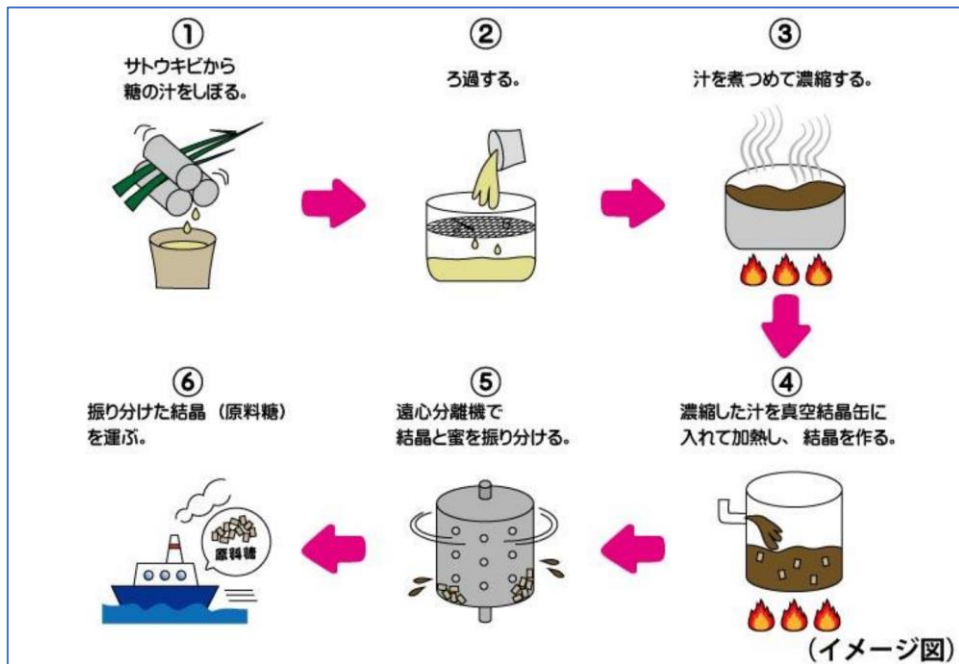 ①
サトウキビから
糖の汁をしぼる。
②
ろ過する。
③
汁を煮つめて濃縮する。
④
濃縮した汁を真空結晶缶に
入れて加熱し、結晶を作る。
⑤
遠心分離機で
結晶と蜜を振り分ける。
⑥
振り分けた結晶(原料糖)
を運ぶ。
原料糖
(イメージ図)